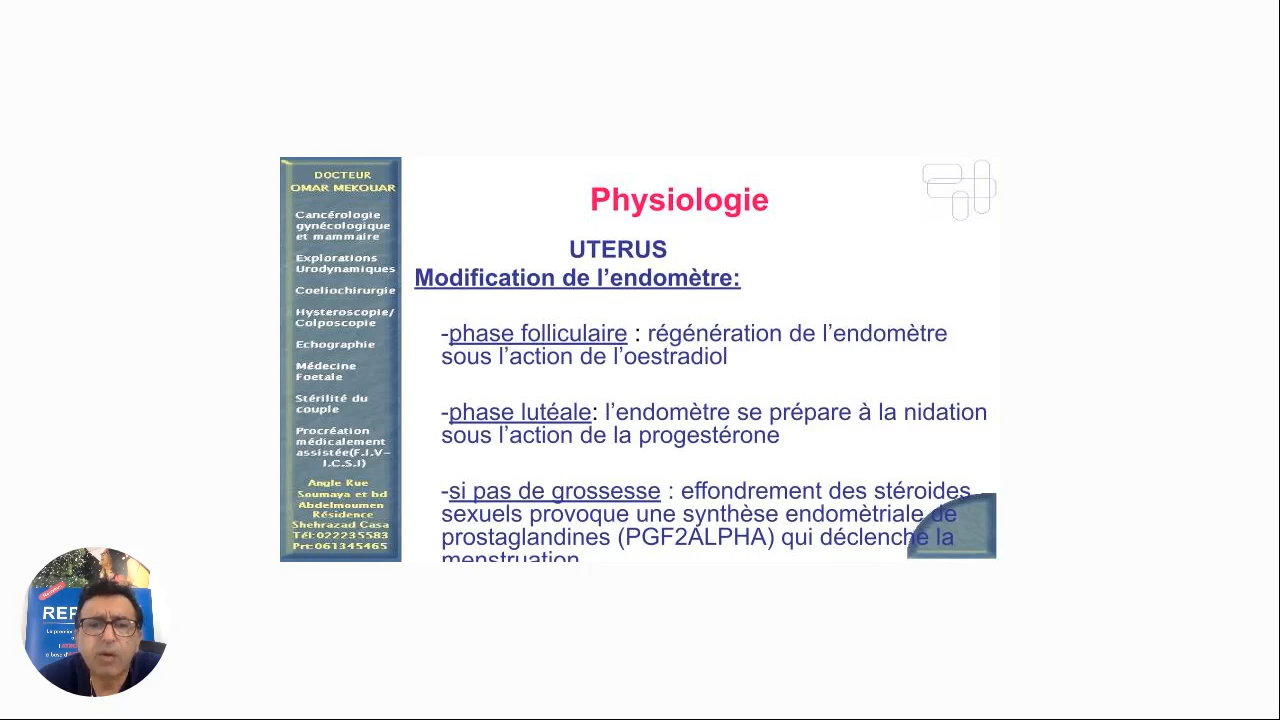 DOCTEUR
OMAR MEKOUAR
Cancérologie
gynécologique
et mammaire
Explorations
Urodynamiques
Coeliochirurgie
Hysteroscopie/
Colposcopie
Echographie
Médecine
Foetale
Stérilité du
couple
Procréation
médicalement
assistée(F.I.V-
I.C.S.I)
Angle Rue
Soumaya et bd
Abdelmoumen
Résidence
Shehrazad Casa
Tél:022235583
Prt:061345465
Physiologie
UTERUS
Modification de l’endomètre:
-phase folliculaire : régénération de l’endomètre
sous l’action de l’oestradiol
-phase lutéale: l’endomètre se prépare à la nidation
sous l’action de la progestérone
-si pas de grossesse : effondrement des stéroides
sexuels provoque une synthèse endomètriale de
prostaglandines (PGF2ALPHA) qui déclenche la
menstruation
REP